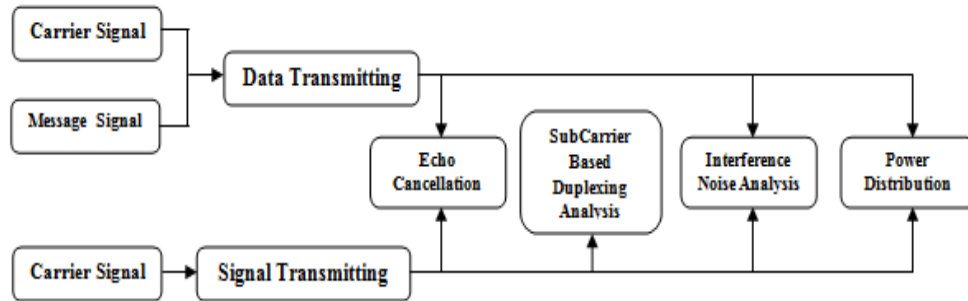 Carrier Signal
Data Transmitting
Message Signal
Echo
Cancellation
SubCarrier
Based
Duplexing
Analysis
Interference
Noise Analysis
Power
Distribution
Carrier Signal
Signal Transmitting